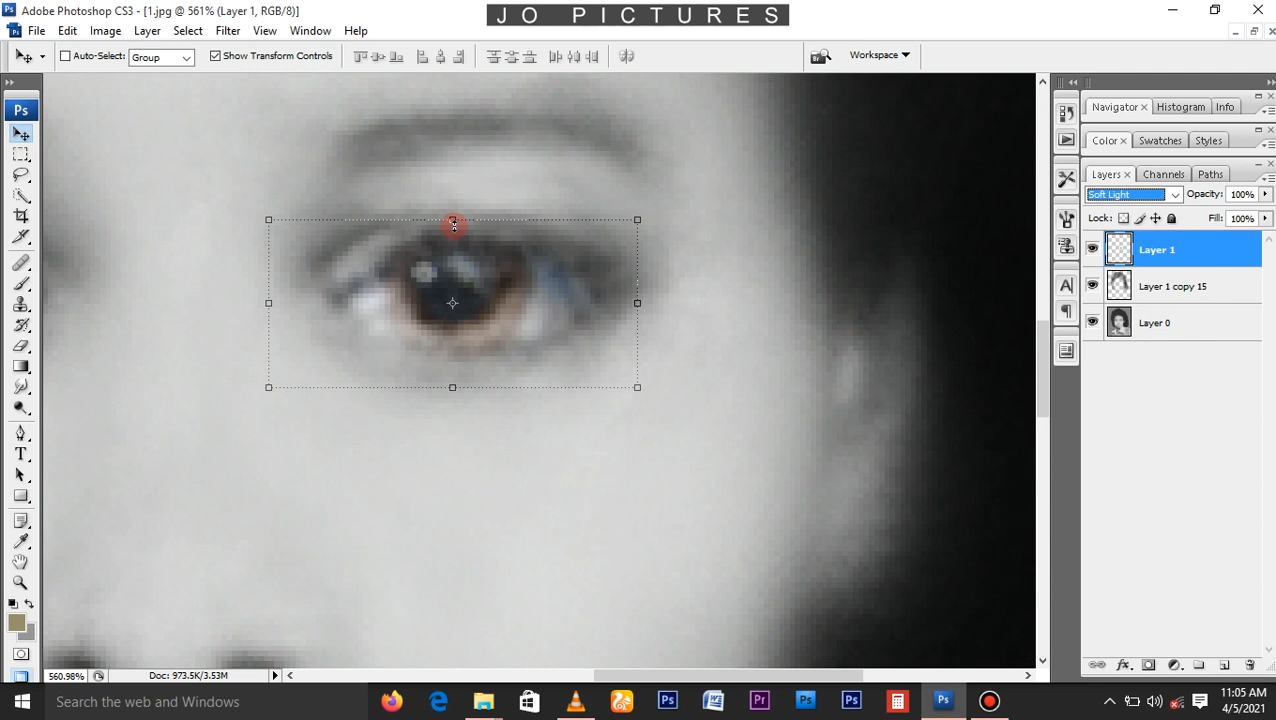 Adobe Photoshop CS3 - [1.jpg @ 561% (Layer 1, RGB/8)]
JO PICTURES
File Edit Image Layer Select Filter View Window Help
Auto-Select: Group Show Transform Controls
Workspace
Ps
Navigator Histogram Info
Color Swatches Styles
Layers Channels Paths
Soft Light Opacity: 100%
Lock: Fill: 100%
Layer 1
Layer 1 copy 15
Layer 0
560.98% Doc: 973.5K/3.53M
Search the web and Windows
11:05 AM
4/5/2021